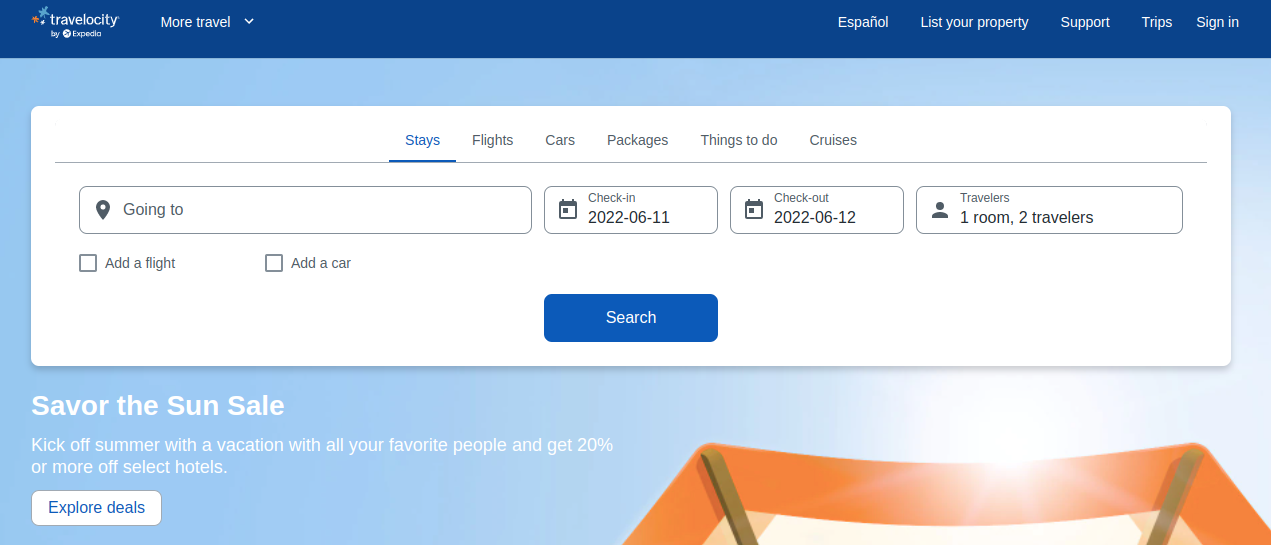 travelocity
by Expedia
More travel
Español
List your property
Support
Trips
Sign in
Stays
Flights
Cars
Packages
Things to do
Cruises
Going to
Check-in
2022-06-11
Check-out
2022-06-12
Travelers
1 room, 2 travelers
Add a flight
Add a car
Search
Savor the Sun Sale
Kick off summer with a vacation with all your favorite people and get 20%
or more off select hotels.
Explore deals